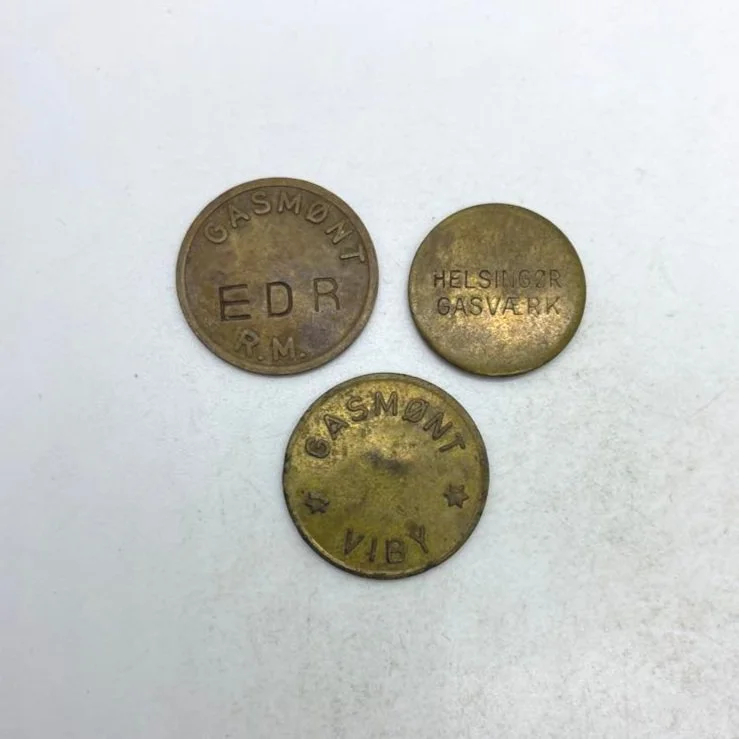 GASMØNT
EDR
R.M.
HELSINGØR
GASVÆRK
GASMØNT
VIBY